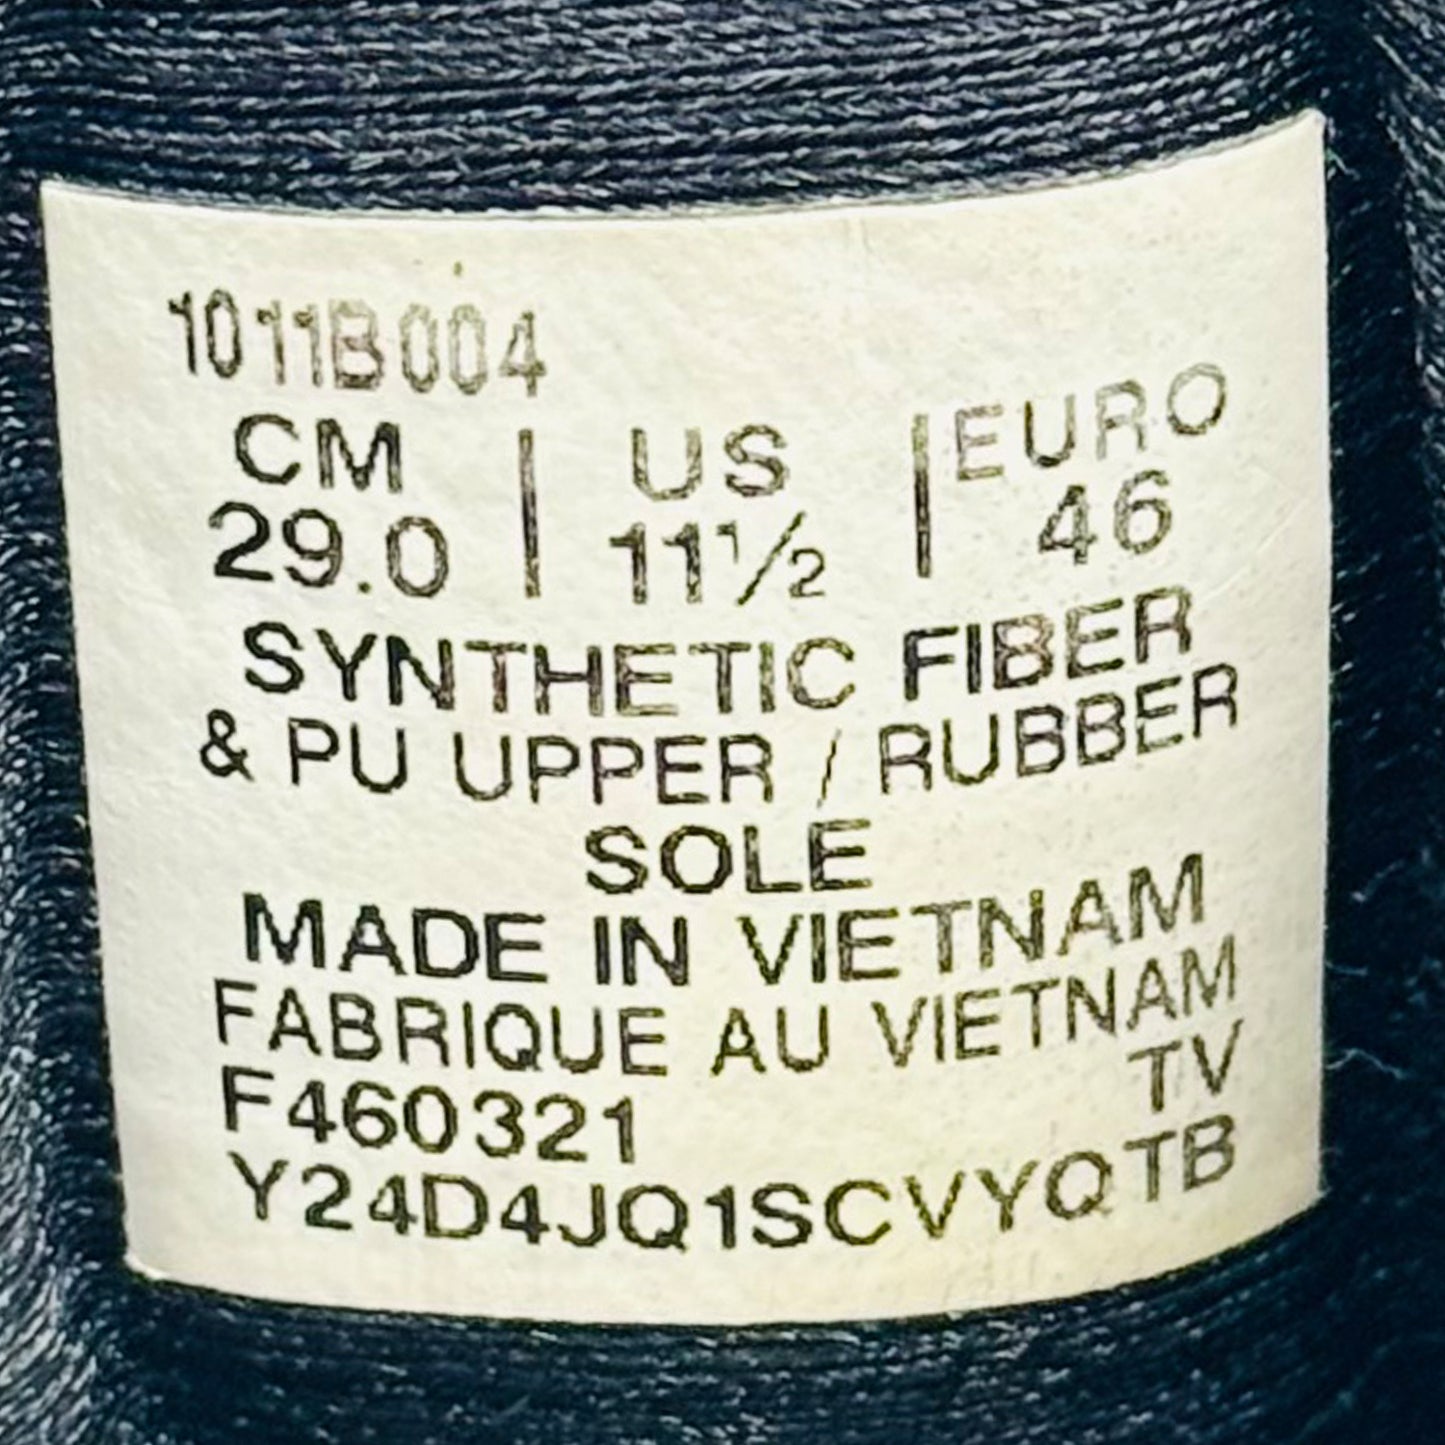 1011B004
CM | US | EURO
29.0 | 11½ | 46
SYNTHETIC FIBER
& PU UPPER / RUBBER
SOLE
MADE IN VIETNAM
FABRIQUE AU VIETNAM
F460321 TV
Y24D4JQ1SCVYQTB